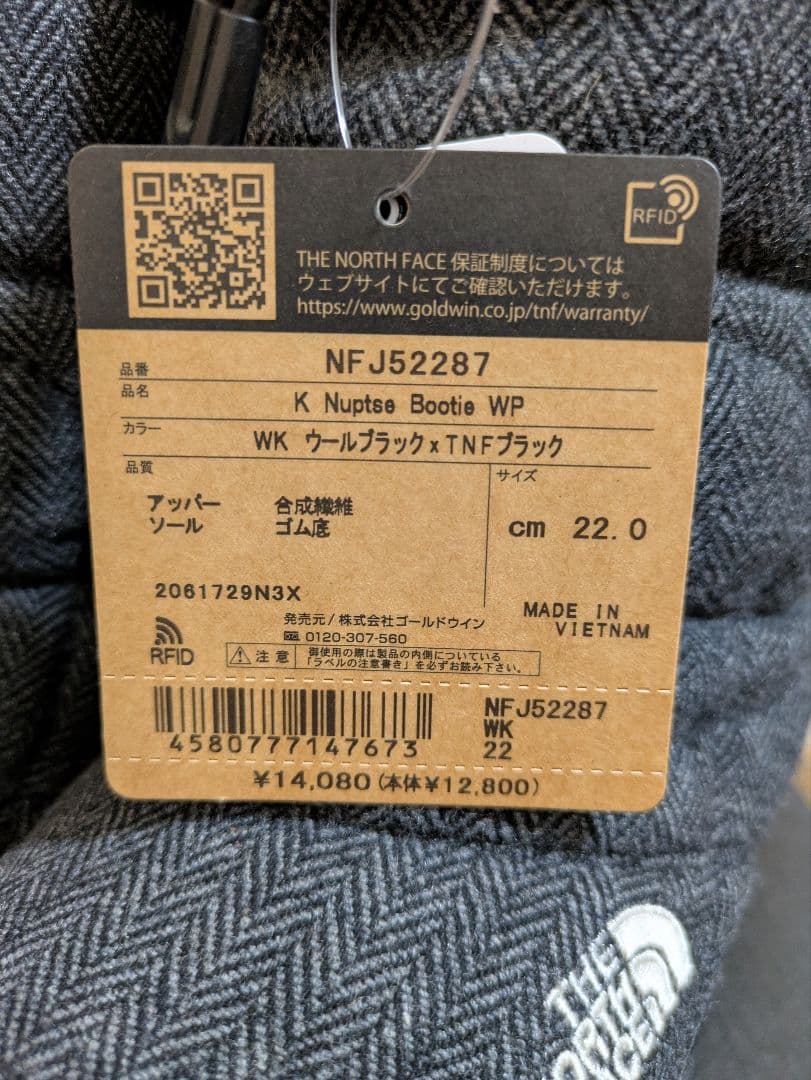 RFID
THE NORTH FACE 保証制度については
ウェブサイトにてご確認いただけます。
https://www.goldwin.co.jp/tnf/warranty/
品番 NFJ52287
品名 K Nuptse Bootie WP
カラー WK ウールブラックxTNFブラック
品質
アッパー 合成繊維
ソール ゴム底
サイズ
cm 22.0
2061729N3X
MADE IN
VIETNAM
RFID
発売元/株式会社ゴールドウイン
0120-307-560
注意
御使用の際は製品の内側についている
「ラベルの注意書き」を必ずお読み下さい。
4580777147673
NFJ52287
WK
22
¥14,080(本体¥12,800)
THE
NORTH
FACE